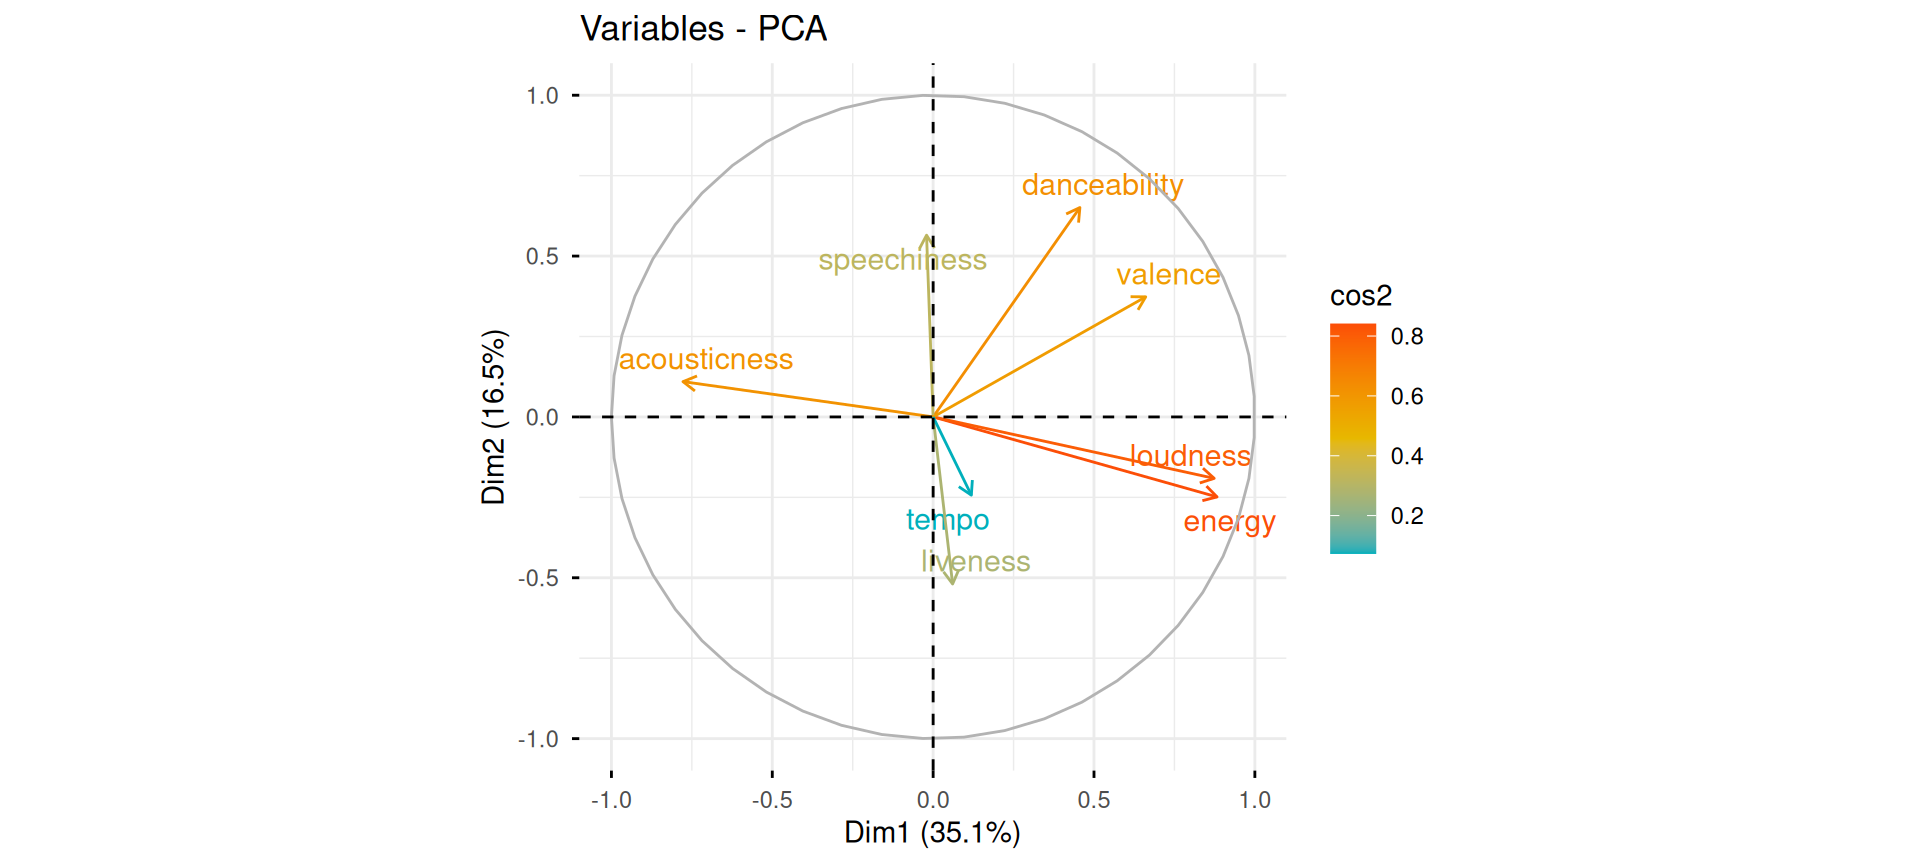 Variables - PCA
1.0
0.5
0.0
-0.5
-1.0
Dim2 (16.5%)
danceability
speechiness
valence
acousticness
loudness
tempo
energy
liveness
-1.0
-0.5
0.0
0.5
1.0
Dim1 (35.1%)
cos2
0.8
0.6
0.4
0.2